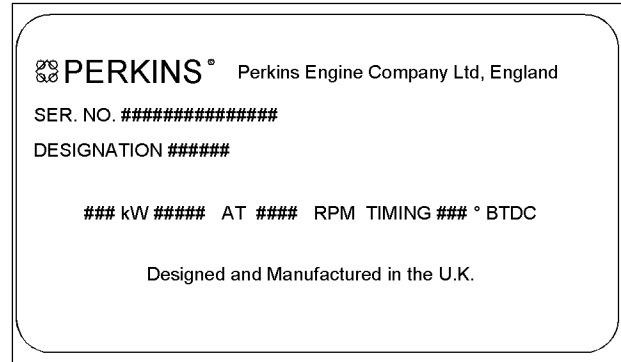 PERKINS® Perkins Engine Company Ltd, England
SER. NO. ###############
DESIGNATION ######
### kW ##### AT #### RPM TIMING ### ° BTDC
Designed and Manufactured in the U.K.